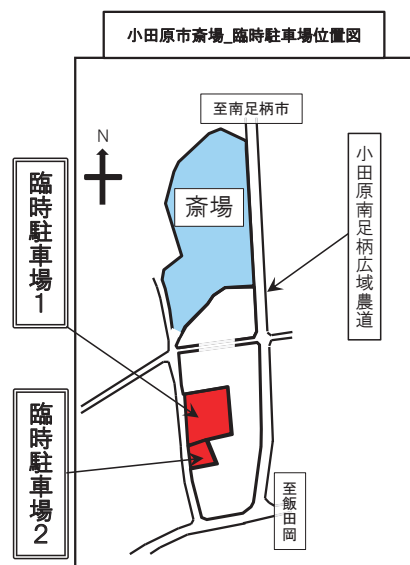 小田原市斎場_臨時駐車場位置図
至南足柄市
N
斎場
小田原南足柄広域農道
臨時駐車場1
臨時駐車場2
至飯田岡